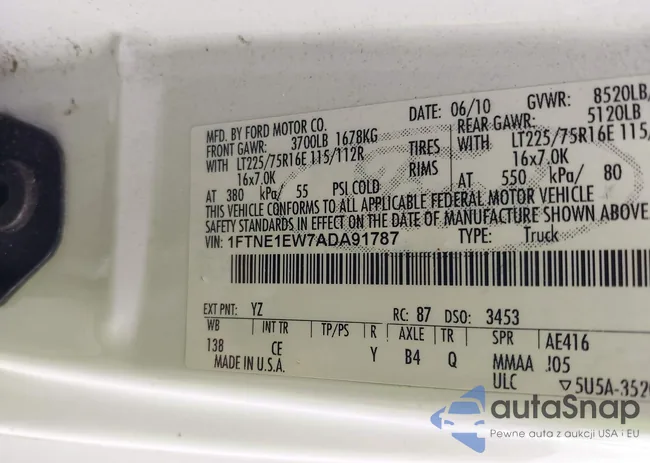 DATE: 06/10 GVWR: 8520LB/
MFD. BY FORD MOTOR CO.
FRONT GAWR: 3700LB 1678KG REAR GAWR: 5120LB
WITH LT225/75R16E 115/112R TIRES WITH LT225/75R16E 115/
16x7.0K RIMS 16x7.0K
AT 380 kPa/ 55 PSI COLD AT 550 kPa/ 80
THIS VEHICLE CONFORMS TO ALL APPLICABLE FEDERAL MOTOR VEHICLE
SAFETY STANDARDS IN EFFECT ON THE DATE OF MANUFACTURE SHOWN ABOVE.
VIN: 1FTNE1EW7ADA91787 TYPE: Truck
EXT PNT: YZ RC: 87 DSO: 3453
WB INT TR TP/PS R AXLE TR SPR AE416
138 CE Y B4 Q MMAA J05
MADE IN U.S.A. ULC ▽5U5A-3520
autoSnap
Pewne auta z aukcji USA i EU